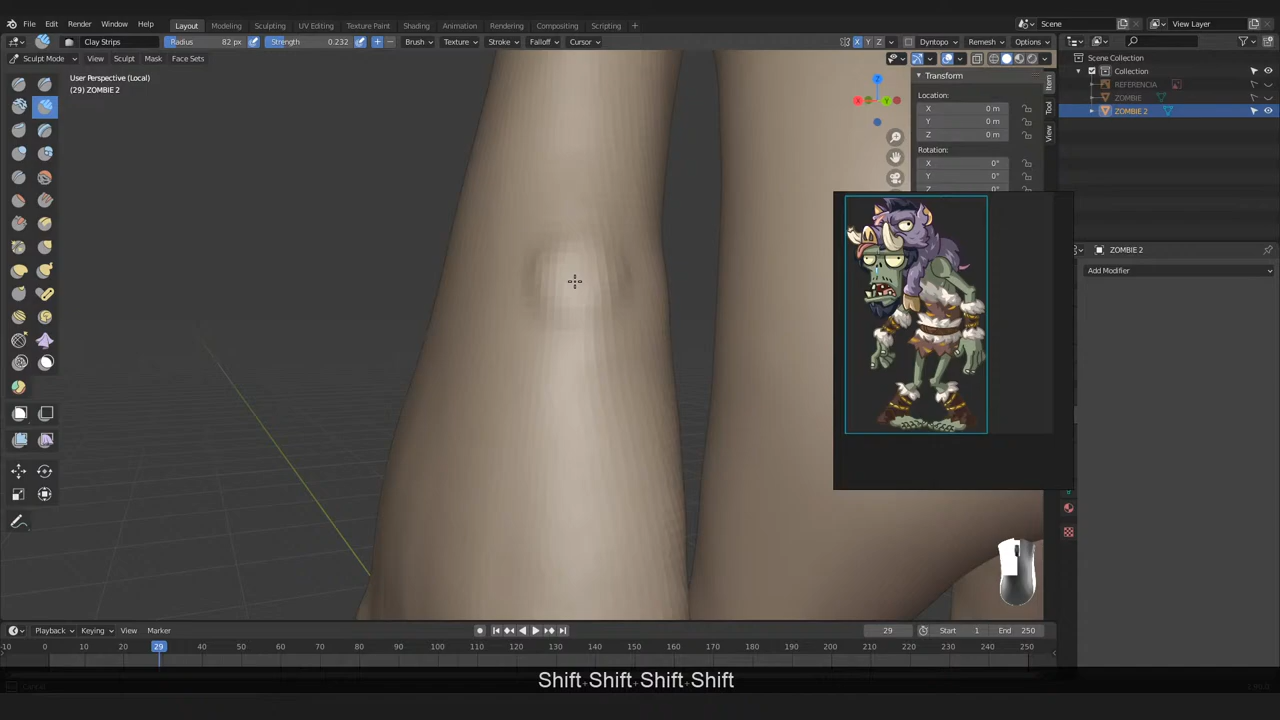 File Edit Render Window Help Layout Modeling Sculpting UV Editing Texture Paint Shading Animation Rendering Compositing Scripting + Scene View Layer
Clay Strips Radius 82 px Strength 0.232 Brush Texture Stroke Falloff Cursor X Y Z Dyntopo Remesh Options
Sculpt Mode View Sculpt Mask Face Sets
Scene Collection
Collection
REFERENCIA
ZOMBIE
ZOMBIE 2
User Perspective (Local)
(29) ZOMBIE 2
Transform
Location:
X 0 m
Y 0 m
Z 0 m
Rotation:
X 0°
Y 0°
Z 0°
Item
Tool
View
ZOMBIE 2
Add Modifier
Playback Keying View Marker 29 Start 1 End 250
-10 0 10 20 29 40 50 60 70 80 90 100 110 120 130 140 150 160 170 180 190 200 210 220 230 240 250
Shift Shift Shift Shift